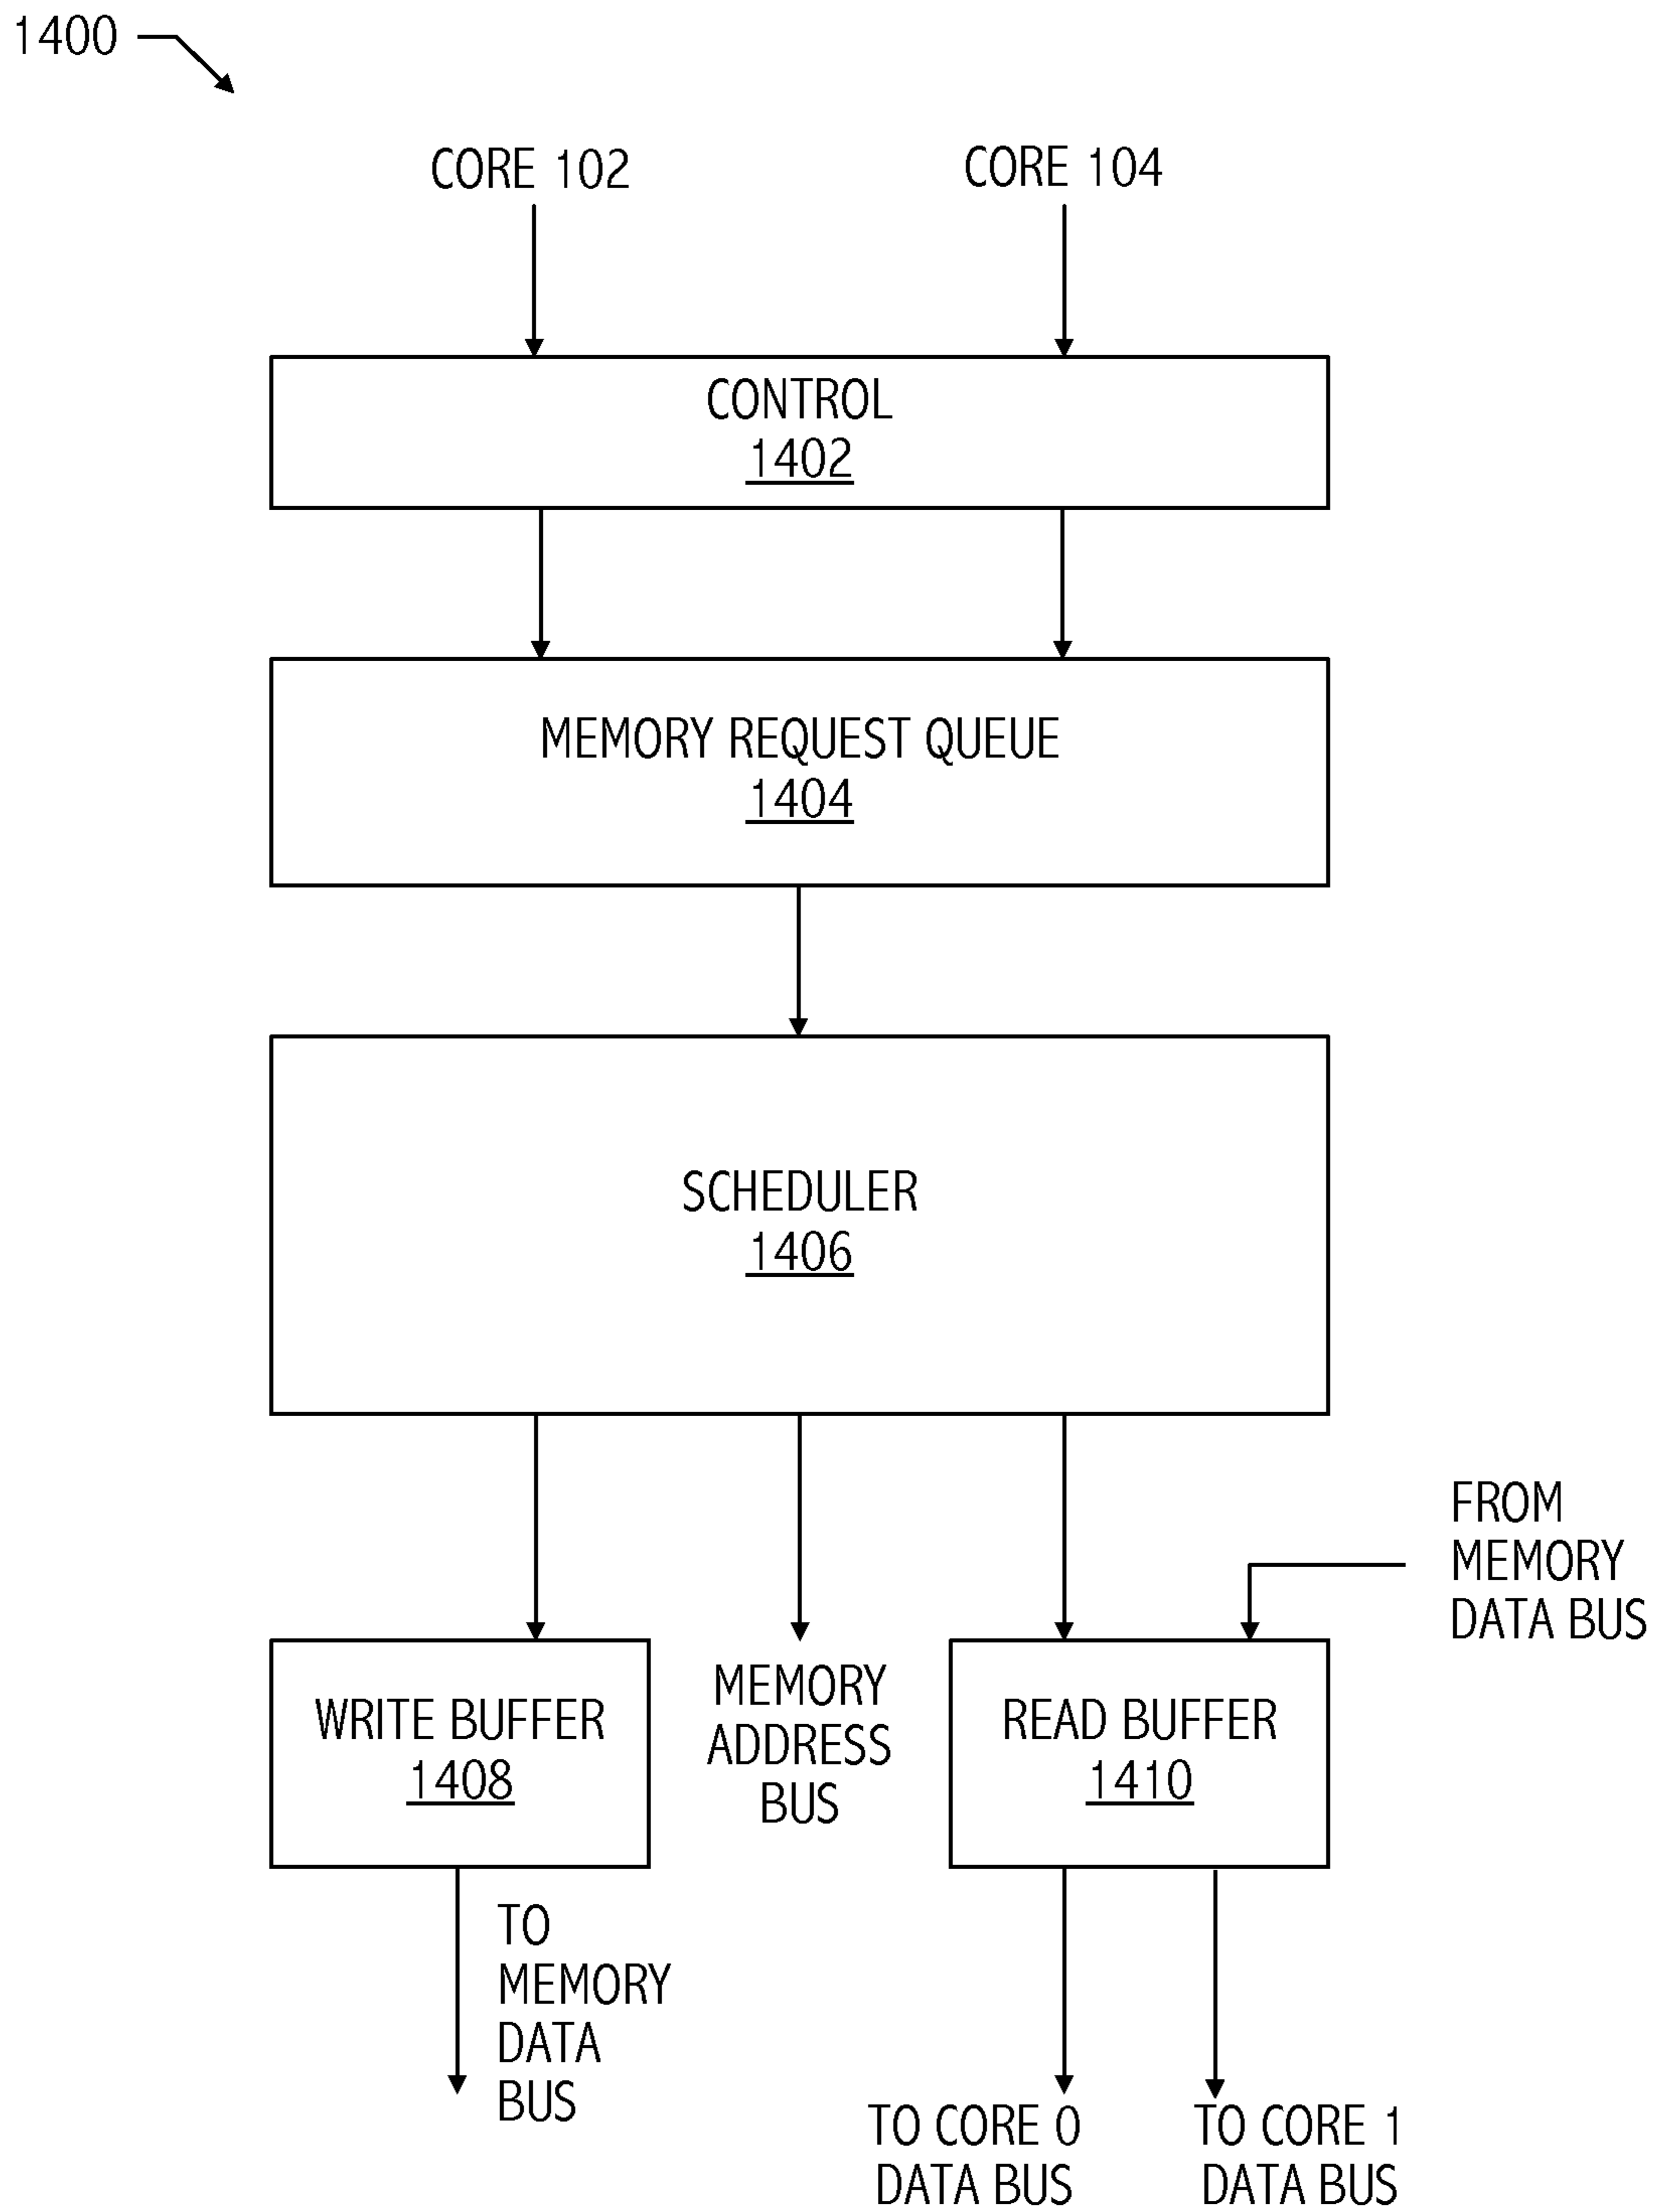 1400
CORE 102
CORE 104
CONTROL
1402
MEMORY REQUEST QUEUE
1404
SCHEDULER
1406
FROM
MEMORY
DATA BUS
WRITE BUFFER
1408
MEMORY
ADDRESS
BUS
READ BUFFER
1410
TO
MEMORY
DATA
BUS
TO CORE 0
DATA BUS
TO CORE 1
DATA BUS